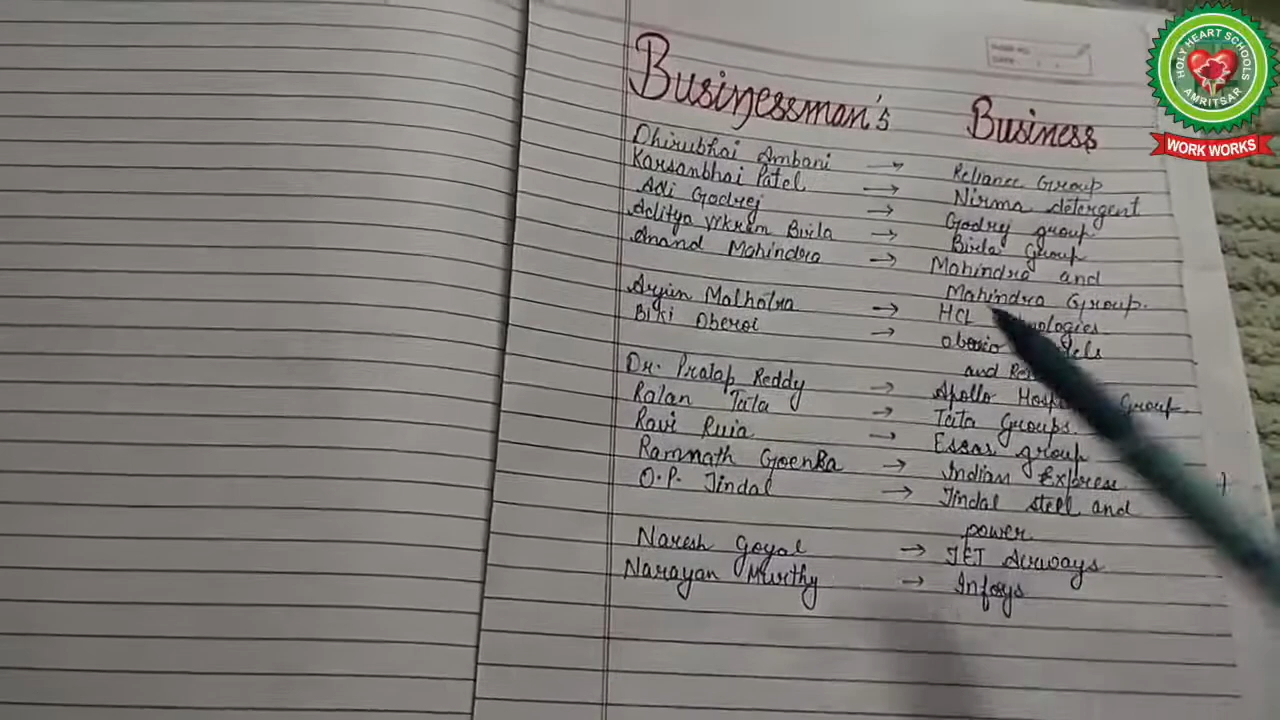 HOLY HEART SCHOOLS
AMRITSAR
WORK WORKS
Businessman's Business
Dhirubhai Ambani → Reliance Group
Karsanbhai Patel → Nirma detergent
Adi Godrej → Godrej group
Aditya Vikram Birla → Birla Group
Anand Mahindra → Mahindra and
Mahindra Group.
Arjun Malhotra → HCL
Biki Oberoi →
and
Dr. Pratap Reddy → Apollo Group
Ratan Tata → Tata Groups
Ravi Ruia → Essar group
Ramnath Goenka → Indian Express
O.P. Jindal → Jindal steel and
power
Naresh Goyal → JET Airways
Narayan Murthy → Infosys